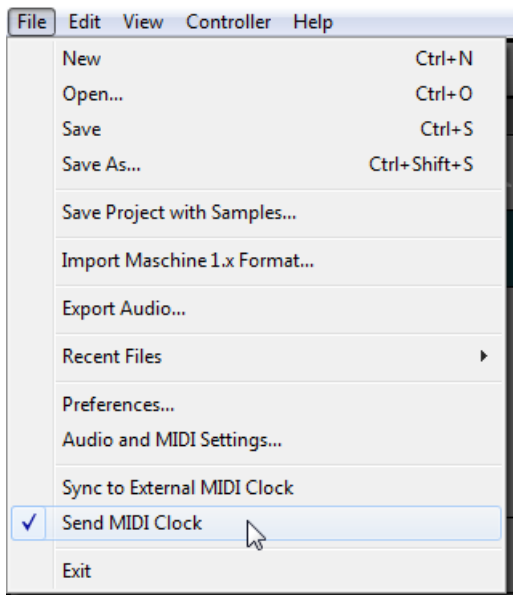 File Edit View Controller Help
New Ctrl+N
Open... Ctrl+O
Save Ctrl+S
Save As... Ctrl+Shift+S
Save Project with Samples...
Import Maschine 1.x Format...
Export Audio...
Recent Files
Preferences...
Audio and MIDI Settings...
Sync to External MIDI Clock
Send MIDI Clock
Exit